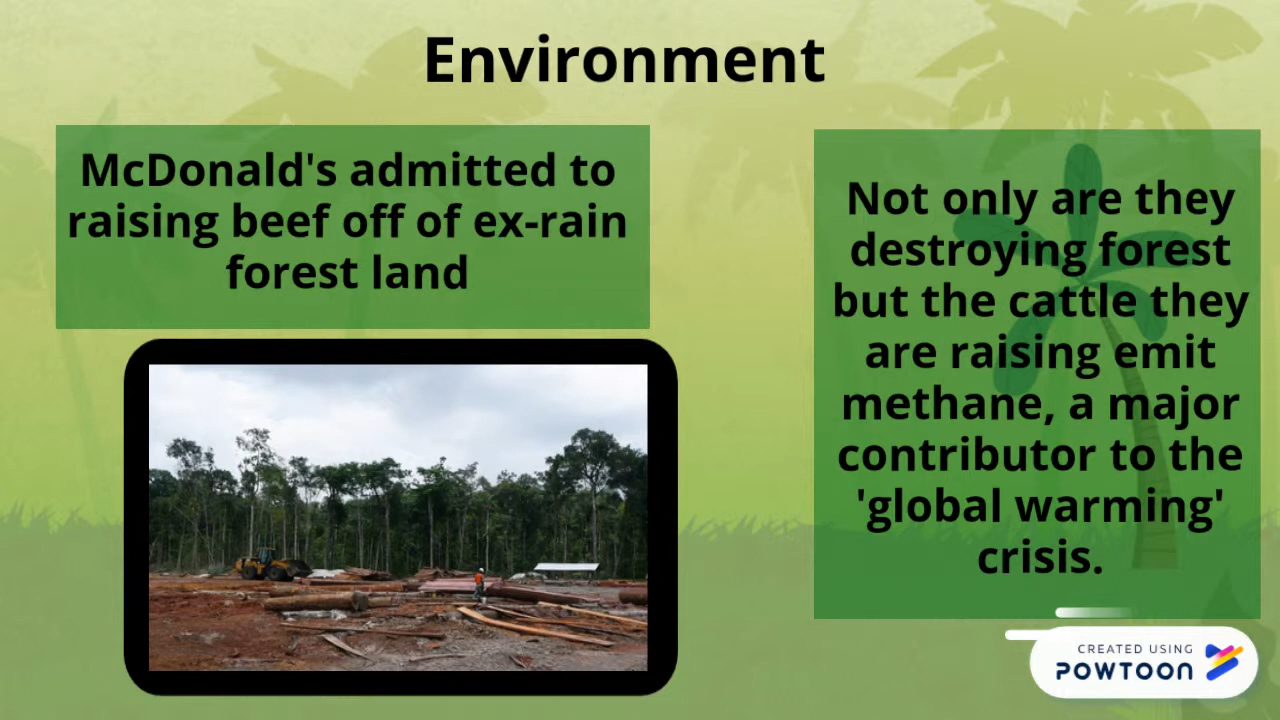 Environment
McDonald's admitted to
raising beef off of ex-rain
forest land
Not only are they
destroying forest
but the cattle they
are raising emit
methane, a major
contributor to the
'global warming'
crisis.
CREATED USING
POWTOON